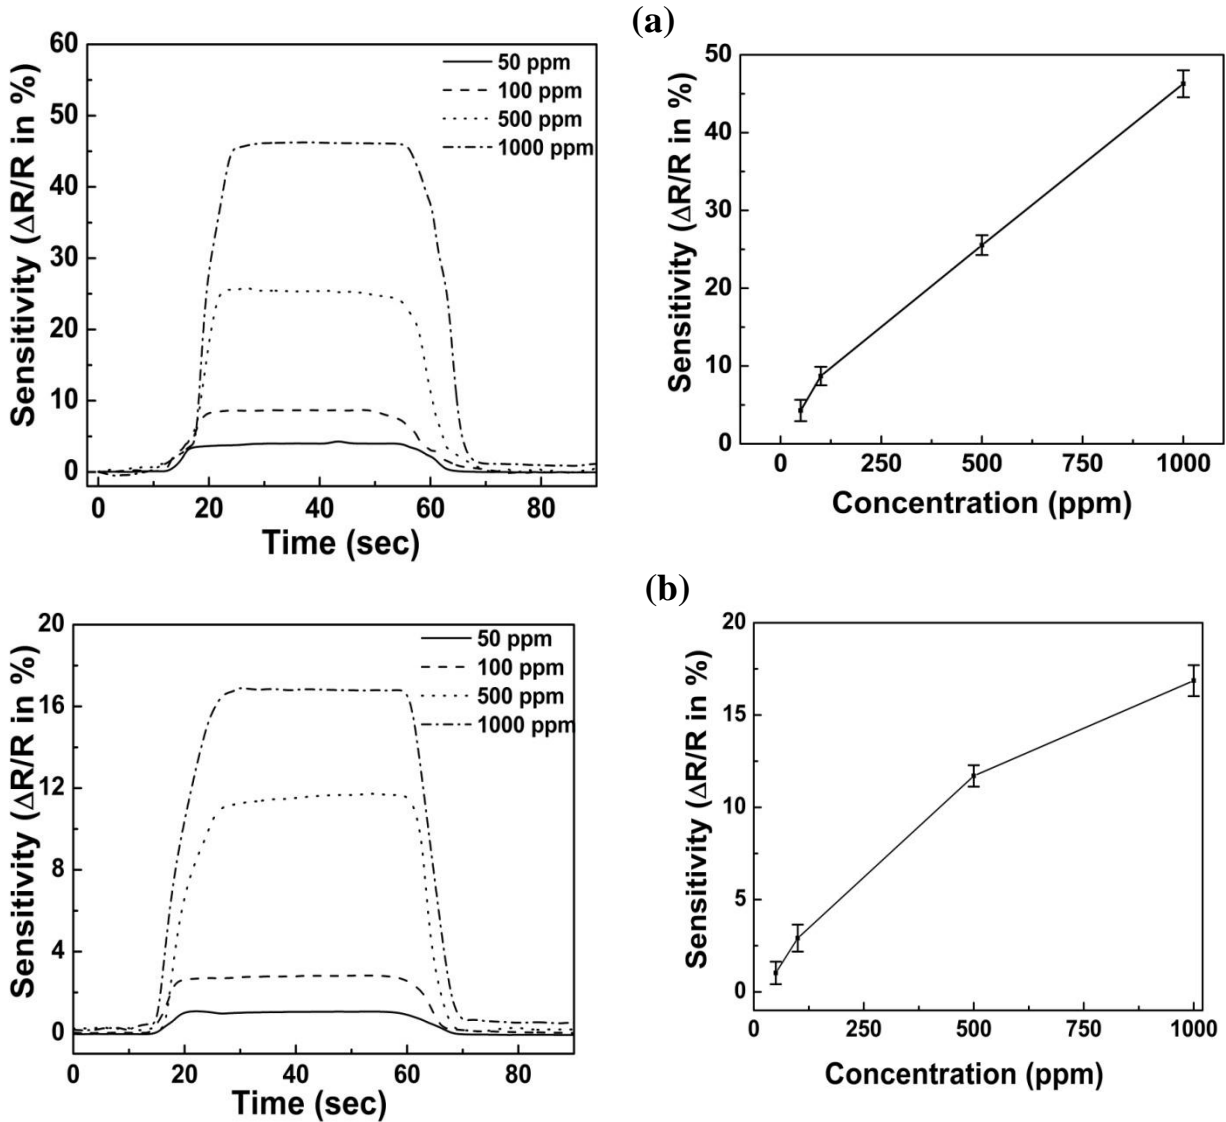 (a)
60
50
40
30
20
10
0
Sensitivity (ΔR/R in %)
50 ppm
100 ppm
500 ppm
1000 ppm
0 20 40 60 80
Time (sec)
50
40
30
20
10
0
Sensitivity (ΔR/R in %)
0 250 500 750 1000
Concentration (ppm)
(b)
20
16
12
8
4
0
Sensitivity (ΔR/R in %)
50 ppm
100 ppm
500 ppm
1000 ppm
0 20 40 60 80
Time (sec)
20
15
10
5
0
Sensitivity (ΔR/R in %)
0 250 500 750 1000
Concentration (ppm)